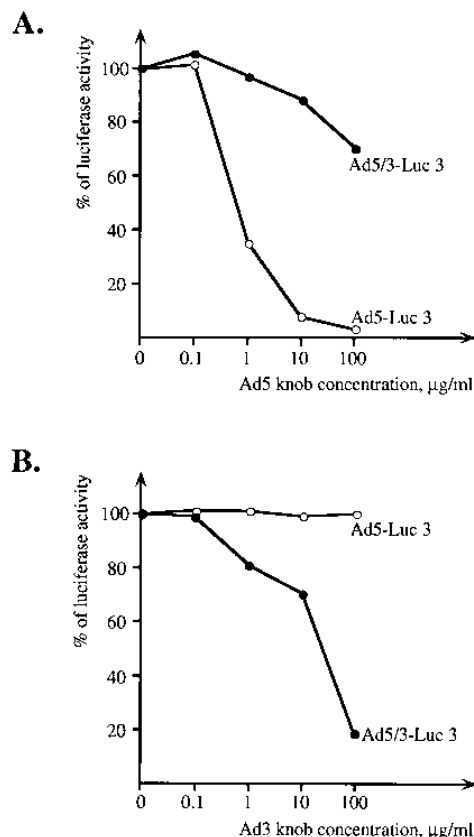 A.
% of luciferase activity
100
80
60
40
20
Ad5/3-Luc 3
Ad5-Luc 3
0 0.1 1 10 100
Ad5 knob concentration, μg/ml
B.
% of luciferase activity
100
80
60
40
20
Ad5-Luc 3
Ad5/3-Luc 3
0 0.1 1 10 100
Ad3 knob concentration, μg/ml